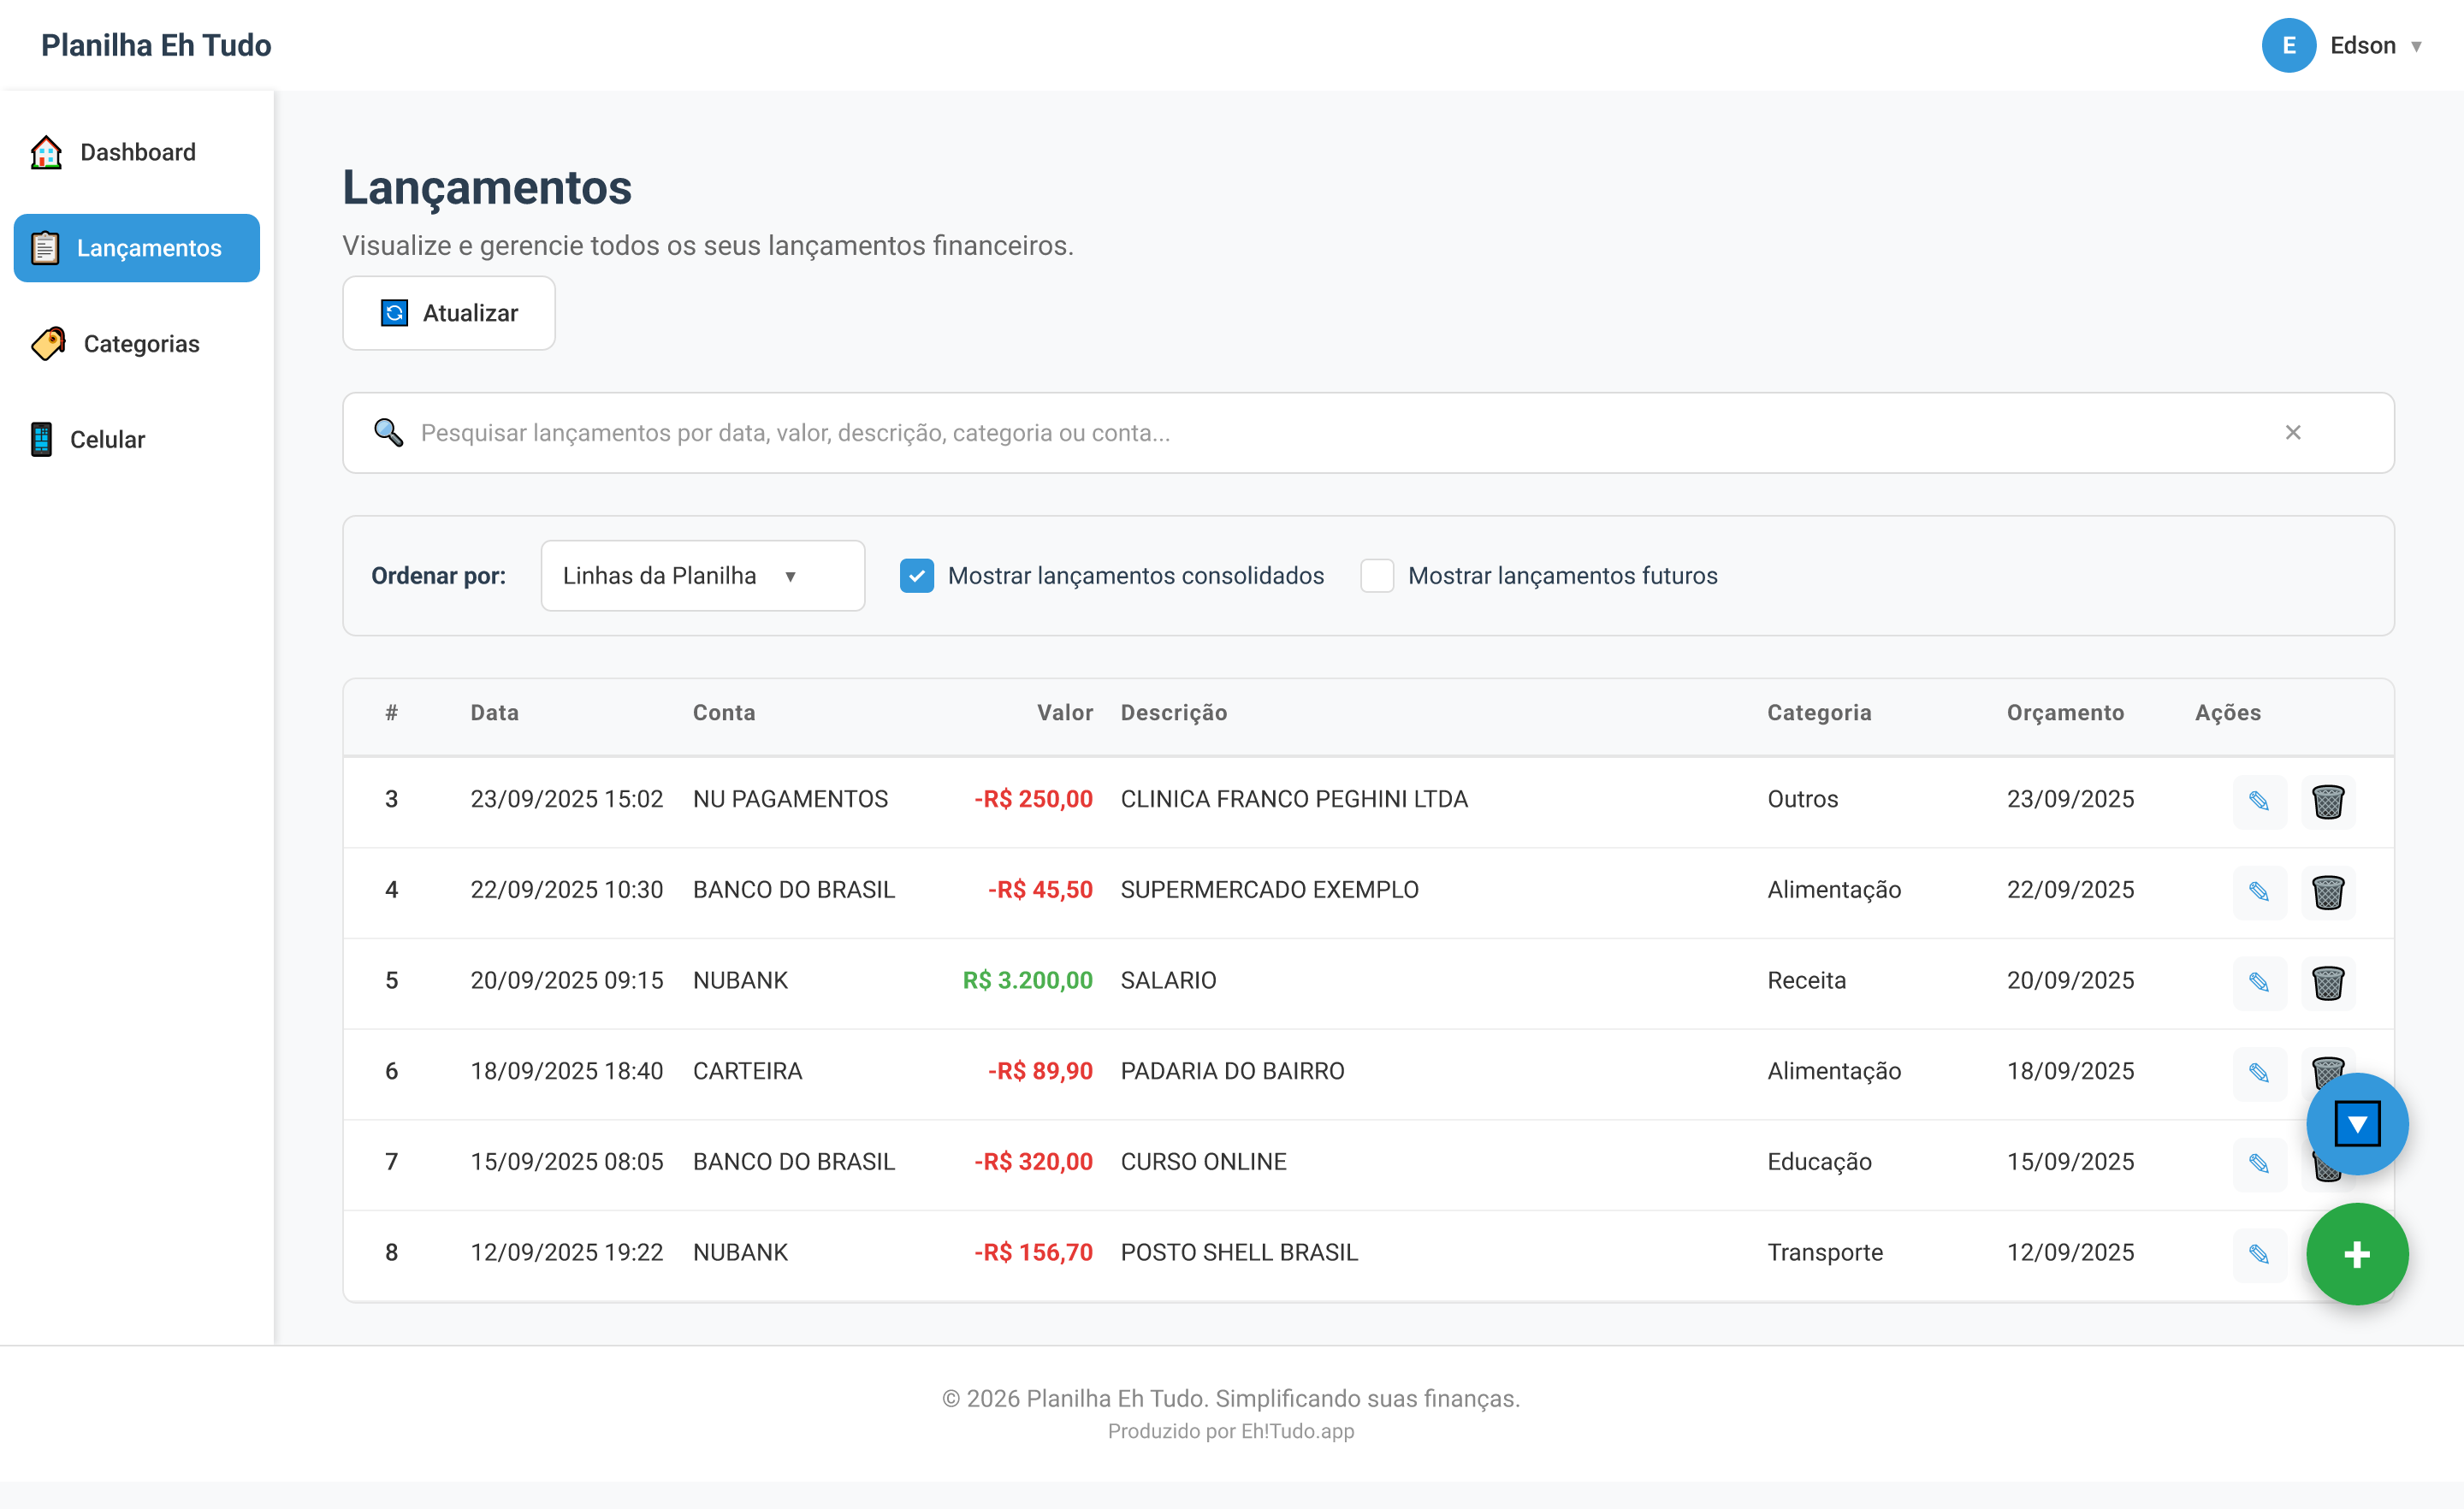 Planilha Eh Tudo
E Edson ▼
Dashboard
Lançamentos
Categorias
Celular
Lançamentos
Visualize e gerencie todos os seus lançamentos financeiros.
Atualizar
Pesquisar lançamentos por data, valor, descrição, categoria ou conta... ×
Ordenar por: Linhas da Planilha ▼ Mostrar lançamentos consolidados Mostrar lançamentos futuros
# Data Conta Valor Descrição Categoria Orçamento Ações
3 23/09/2025 15:02 NU PAGAMENTOS -R$ 250,00 CLINICA FRANCO PEGHINI LTDA Outros 23/09/2025
4 22/09/2025 10:30 BANCO DO BRASIL -R$ 45,50 SUPERMERCADO EXEMPLO Alimentação 22/09/2025
5 20/09/2025 09:15 NUBANK R$ 3.200,00 SALARIO Receita 20/09/2025
6 18/09/2025 18:40 CARTEIRA -R$ 89,90 PADARIA DO BAIRRO Alimentação 18/09/2025
7 15/09/2025 08:05 BANCO DO BRASIL -R$ 320,00 CURSO ONLINE Educação 15/09/2025
8 12/09/2025 19:22 NUBANK -R$ 156,70 POSTO SHELL BRASIL Transporte 12/09/2025
+
© 2026 Planilha Eh Tudo. Simplificando suas finanças.
Produzido por Eh!Tudo.app